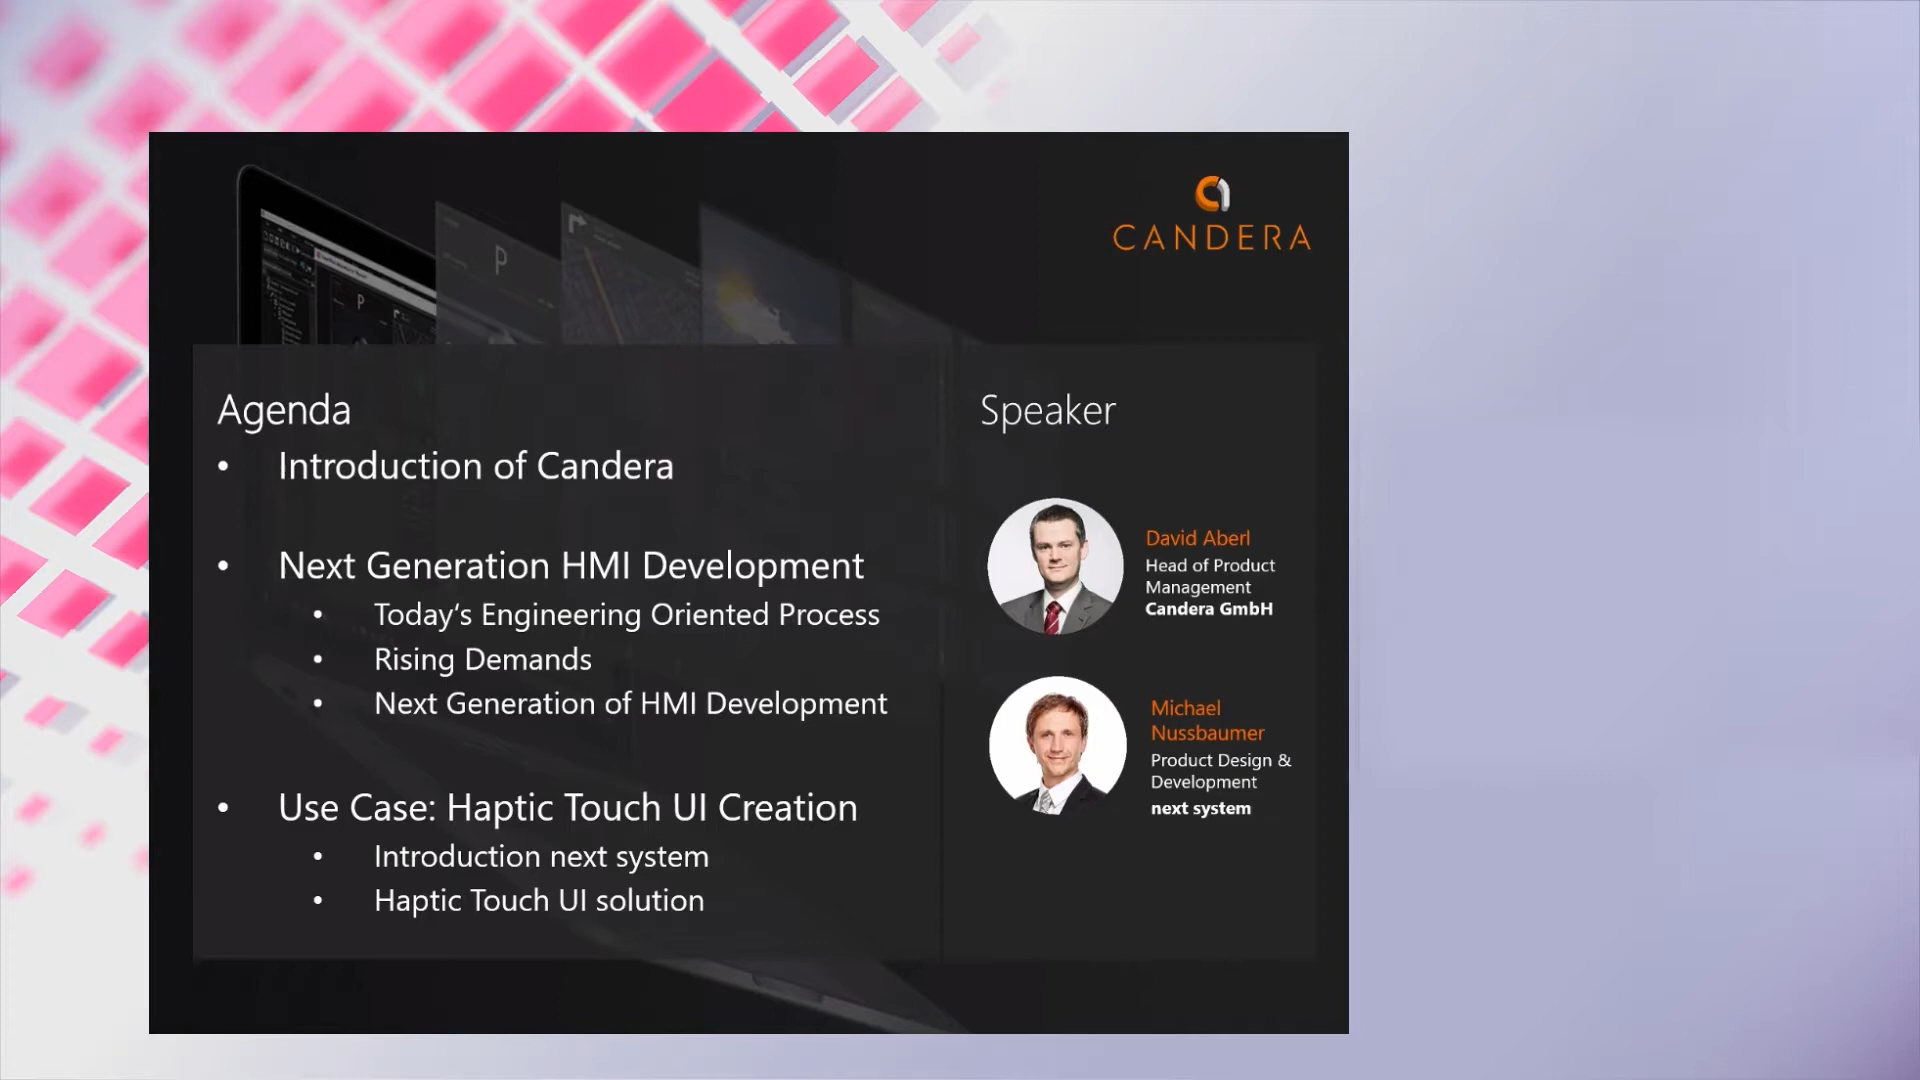 CANDERA
Agenda
• Introduction of Candera
• Next Generation HMI Development
• Today‘s Engineering Oriented Process
• Rising Demands
• Next Generation of HMI Development
• Use Case: Haptic Touch UI Creation
• Introduction next system
• Haptic Touch UI solution
Speaker
David Aberl
Head of Product
Management
Candera GmbH
Michael
Nussbaumer
Product Design &
Development
next system
P
P